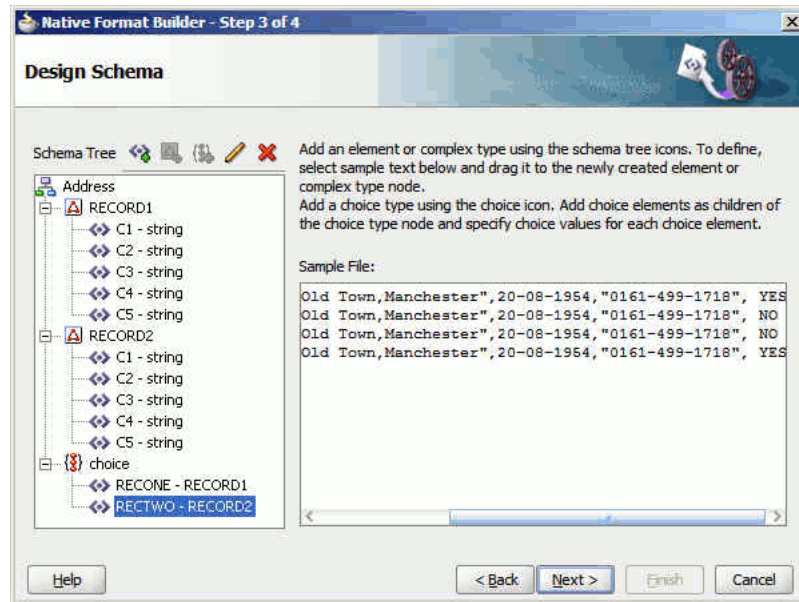 Native Format Builder - Step 3 of 4
Design Schema
Schema Tree
Address
RECORD1
C1 - string
C2 - string
C3 - string
C4 - string
C5 - string
RECORD2
C1 - string
C2 - string
C3 - string
C4 - string
C5 - string
choice
RECONE - RECORD1
RECTWO - RECORD2
Add an element or complex type using the schema tree icons. To define,
select sample text below and drag it to the newly created element or
complex type node.
Add a choice type using the choice icon. Add choice elements as children of
the choice type node and specify choice values for each choice element.
Sample File:
Old Town,Manchester",20-08-1954,"0161-499-1718", YES
Old Town,Manchester",20-08-1954,"0161-499-1718", NO
Old Town,Manchester",20-08-1954,"0161-499-1718", NO
Old Town,Manchester",20-08-1954,"0161-499-1718", YES
Help
< Back
Next >
Finish
Cancel